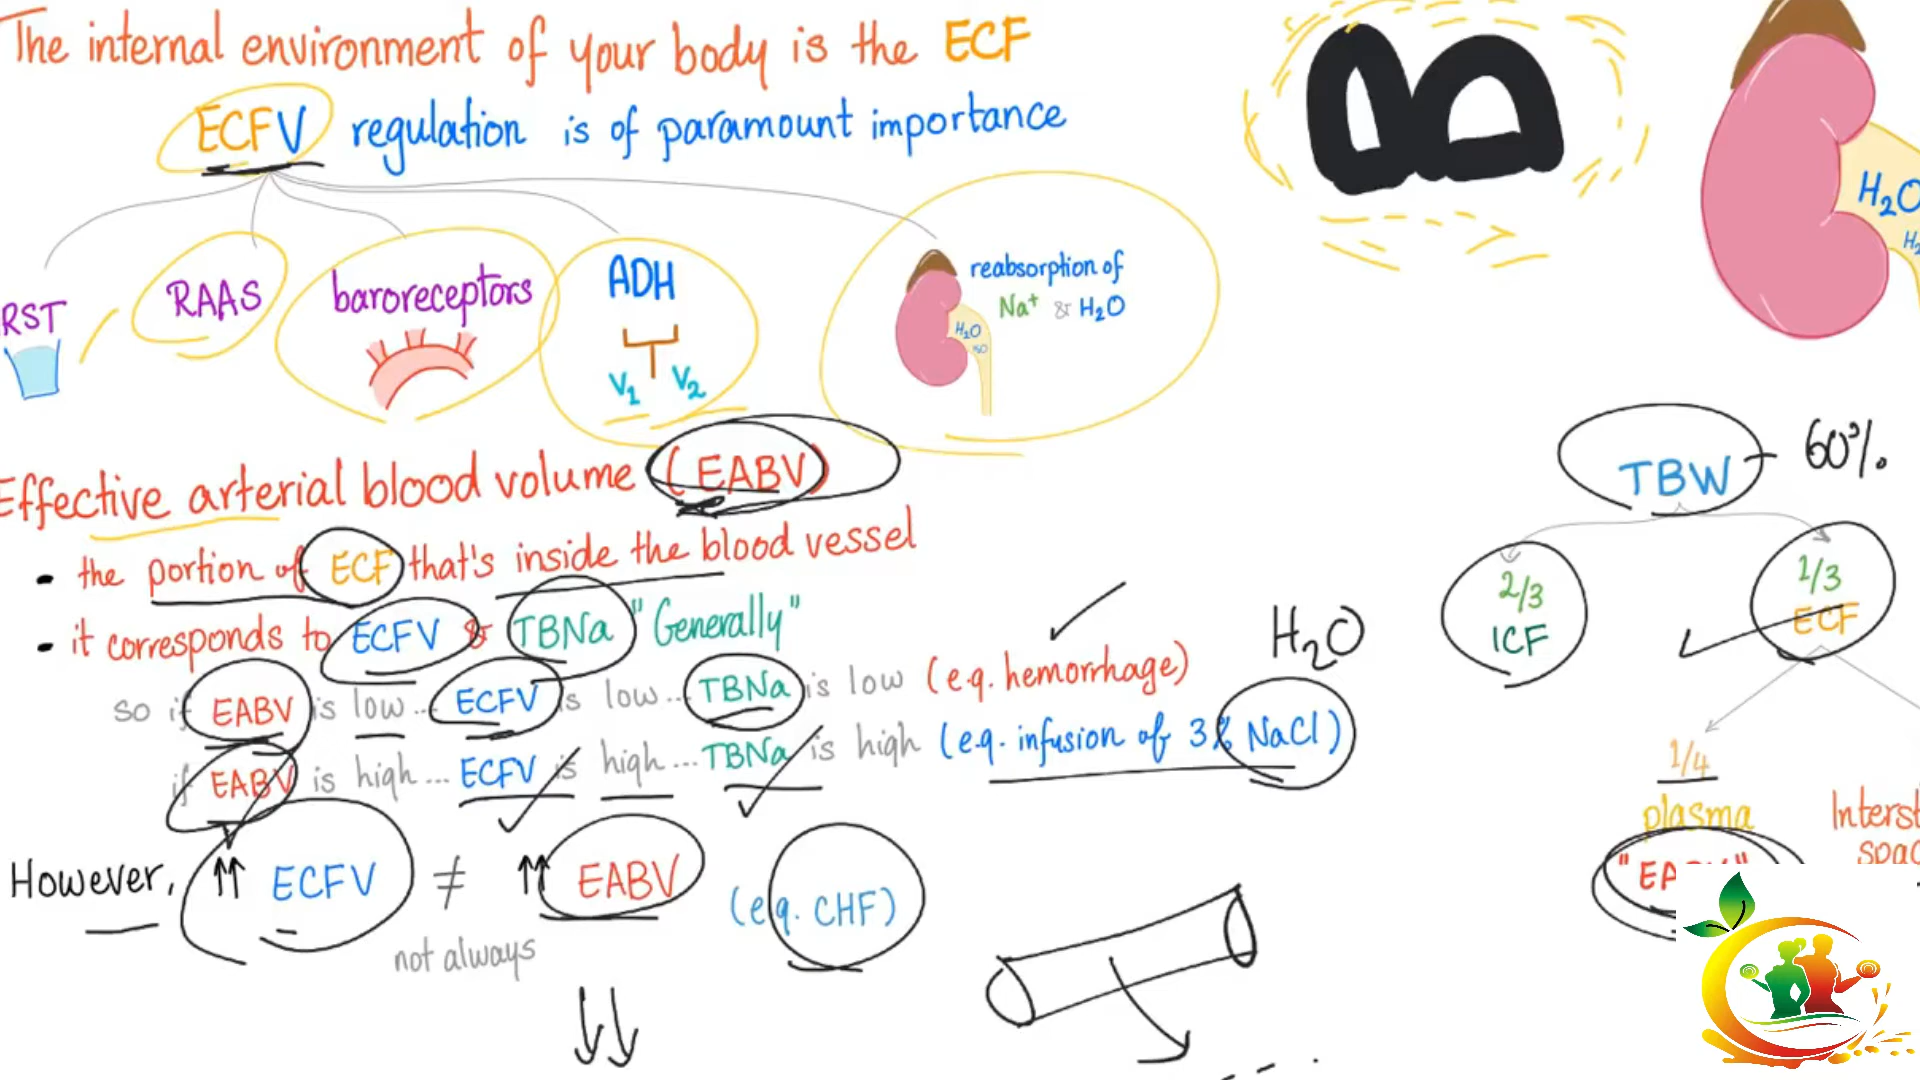 The internal environment of your body is the ECF
ECFV regulation is of paramount importance
RST
RAAS
baroreceptors
ADH
V1 V2
reabsorption of
Na+ & H2O
H2O
H2O
H2O
H2
Effective arterial blood volume (EABV)
• the portion of ECF that's inside the blood vessel
• it corresponds to ECFV & TBNa "Generally"
so if EABV is low... ECFV is low... TBNa is low (e.g. hemorrhage)
if EABV is high... ECFV is high... TBNa is high (e.g. infusion of 3% NaCl)
However, ↑↑ ECFV ≠ ↑↑ EABV (e.g. CHF)
not always
H2O
TBW - 60%
2/3
ICF
1/3
ECF
1/4
plasma
Interst
spac